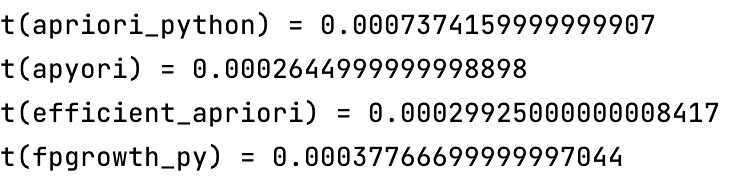 t(apriori_python) = 0.0007374159999999907
t(apyori) = 0.0002644999999998898
t(efficient_apriori) = 0.00029925000000008417
t(fpgrowth_py) = 0.00037766699999997044